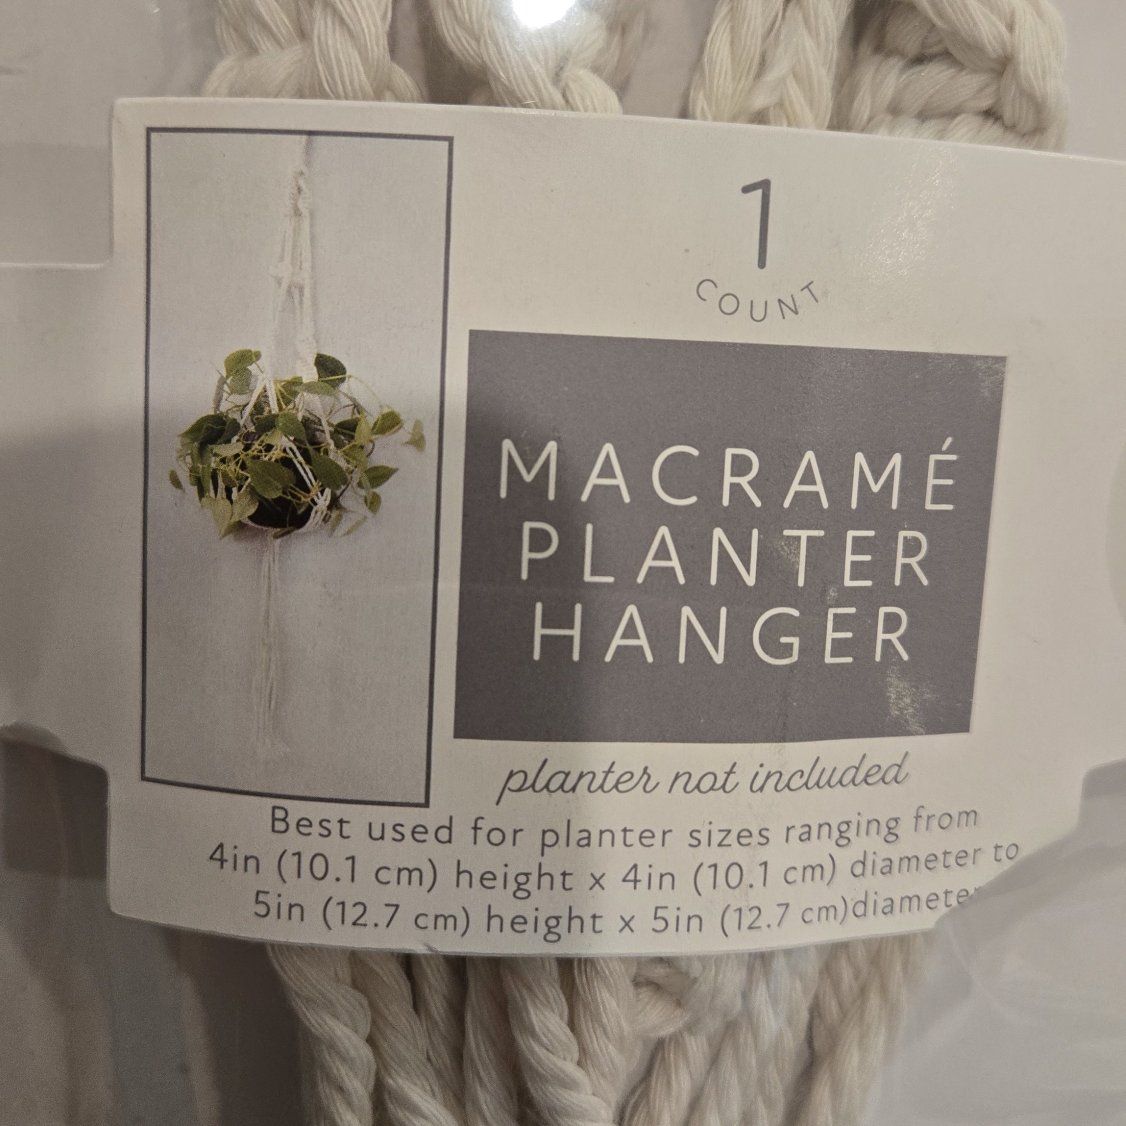 1
COUNT
MACRAMÉ
PLANTER
HANGER
planter not included
Best used for planter sizes ranging from
4in (10.1 cm) height x 4in (10.1 cm) diameter to
5in (12.7 cm) height x 5in (12.7 cm)diameter